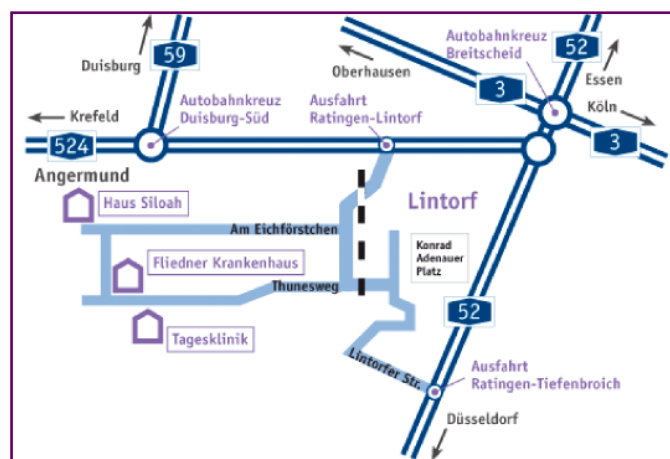 59
Duisburg
Krefeld
524
Autobahnkreuz
Duisburg-Süd
Oberhausen
3
Ausfahrt
Ratingen-Lintorf
Autobahnkreuz
Breitscheid
52
Essen
Köln
3
Angermund
Haus Siloah
Am Eichförstchen
Lintorf
Fliedner Krankenhaus
Thunesweg
Konrad
Adenauer
Platz
Tagesklinik
52
Lintorfer Str.
Ausfahrt
Ratingen-Tiefenbroich
Düsseldorf